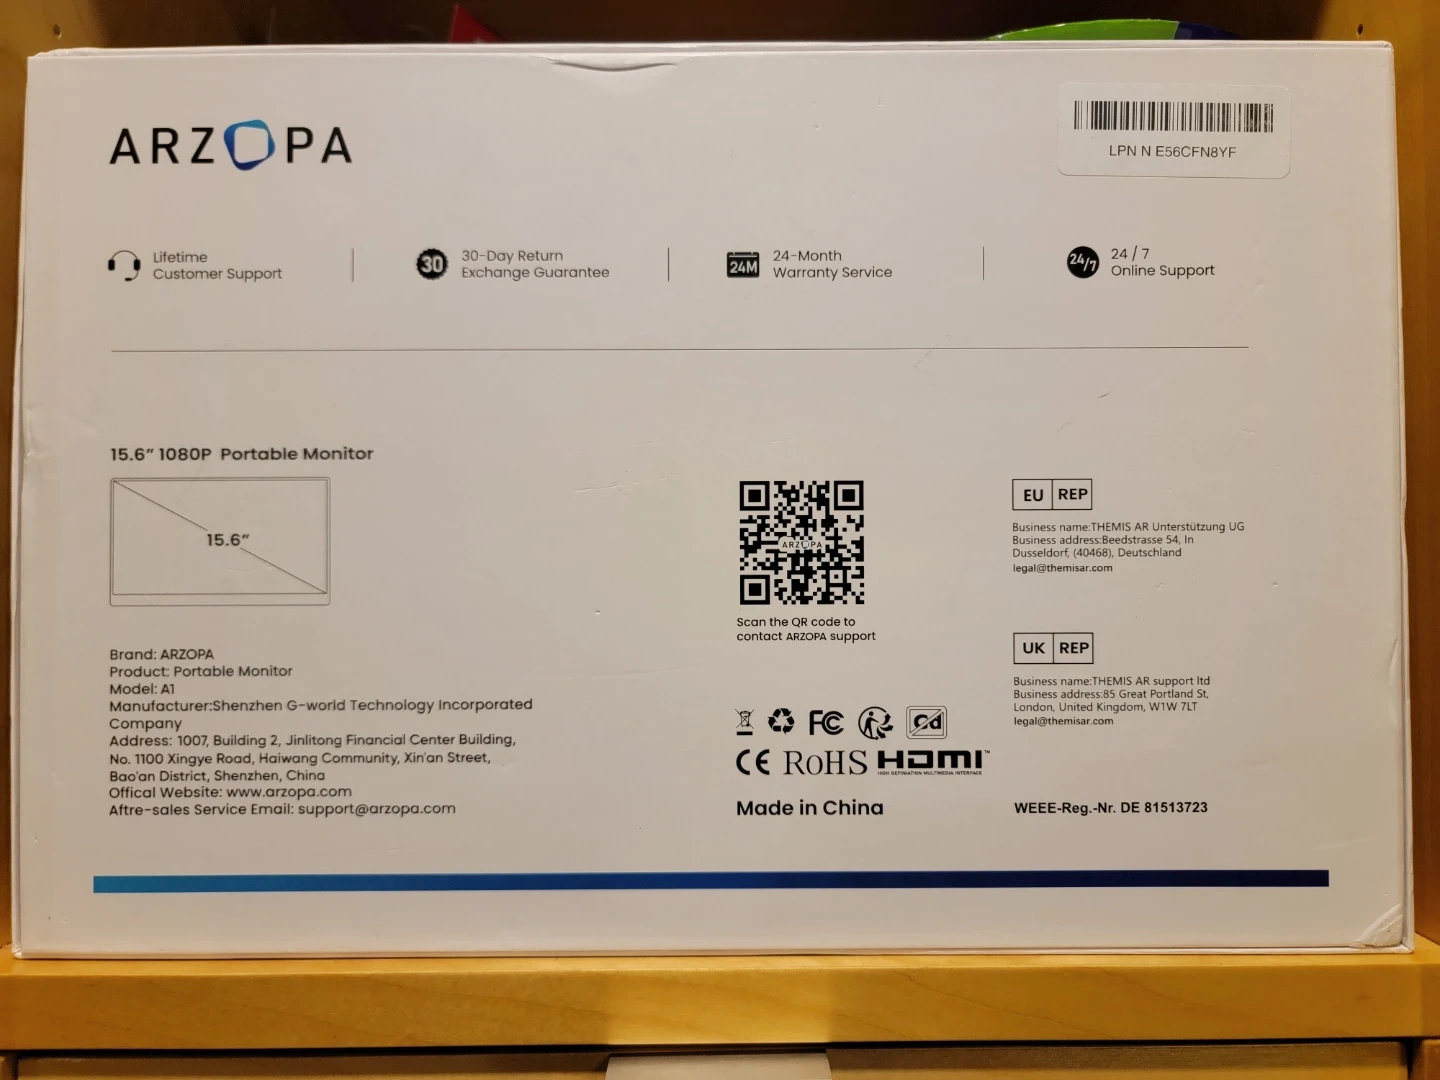 ARZOPA
LPN N E56CFN8YF
Lifetime
Customer Support
30
30-Day Return
Exchange Guarantee
24M
24-Month
Warranty Service
24/7
24 / 7
Online Support
15.6” 1080P Portable Monitor
15.6”
Brand: ARZOPA
Product: Portable Monitor
Model: A1
Manufacturer:Shenzhen G-world Technology Incorporated
Company
Address: 1007, Building 2, Jinlitong Financial Center Building,
No. 1100 Xingye Road, Haiwang Community, Xin'an Street,
Bao'an District, Shenzhen, China
Offical Website: www.arzopa.com
Aftre-sales Service Email: support@arzopa.com
ARZOPA
Scan the QR code to
contact ARZOPA support
FC Cd
CE RoHS HDMI™
HIGH DEFINITION MULTIMEDIA INTERFACE
Made in China
EU REP
Business name:THEMIS AR Unterstützung UG
Business address:Beedstrasse 54, In
Dusseldorf, (40468), Deutschland
legal@themisar.com
UK REP
Business name:THEMIS AR support ltd
Business address:85 Great Portland St,
London, United Kingdom, W1W 7LT
legal@themisar.com
WEEE-Reg.-Nr. DE 81513723